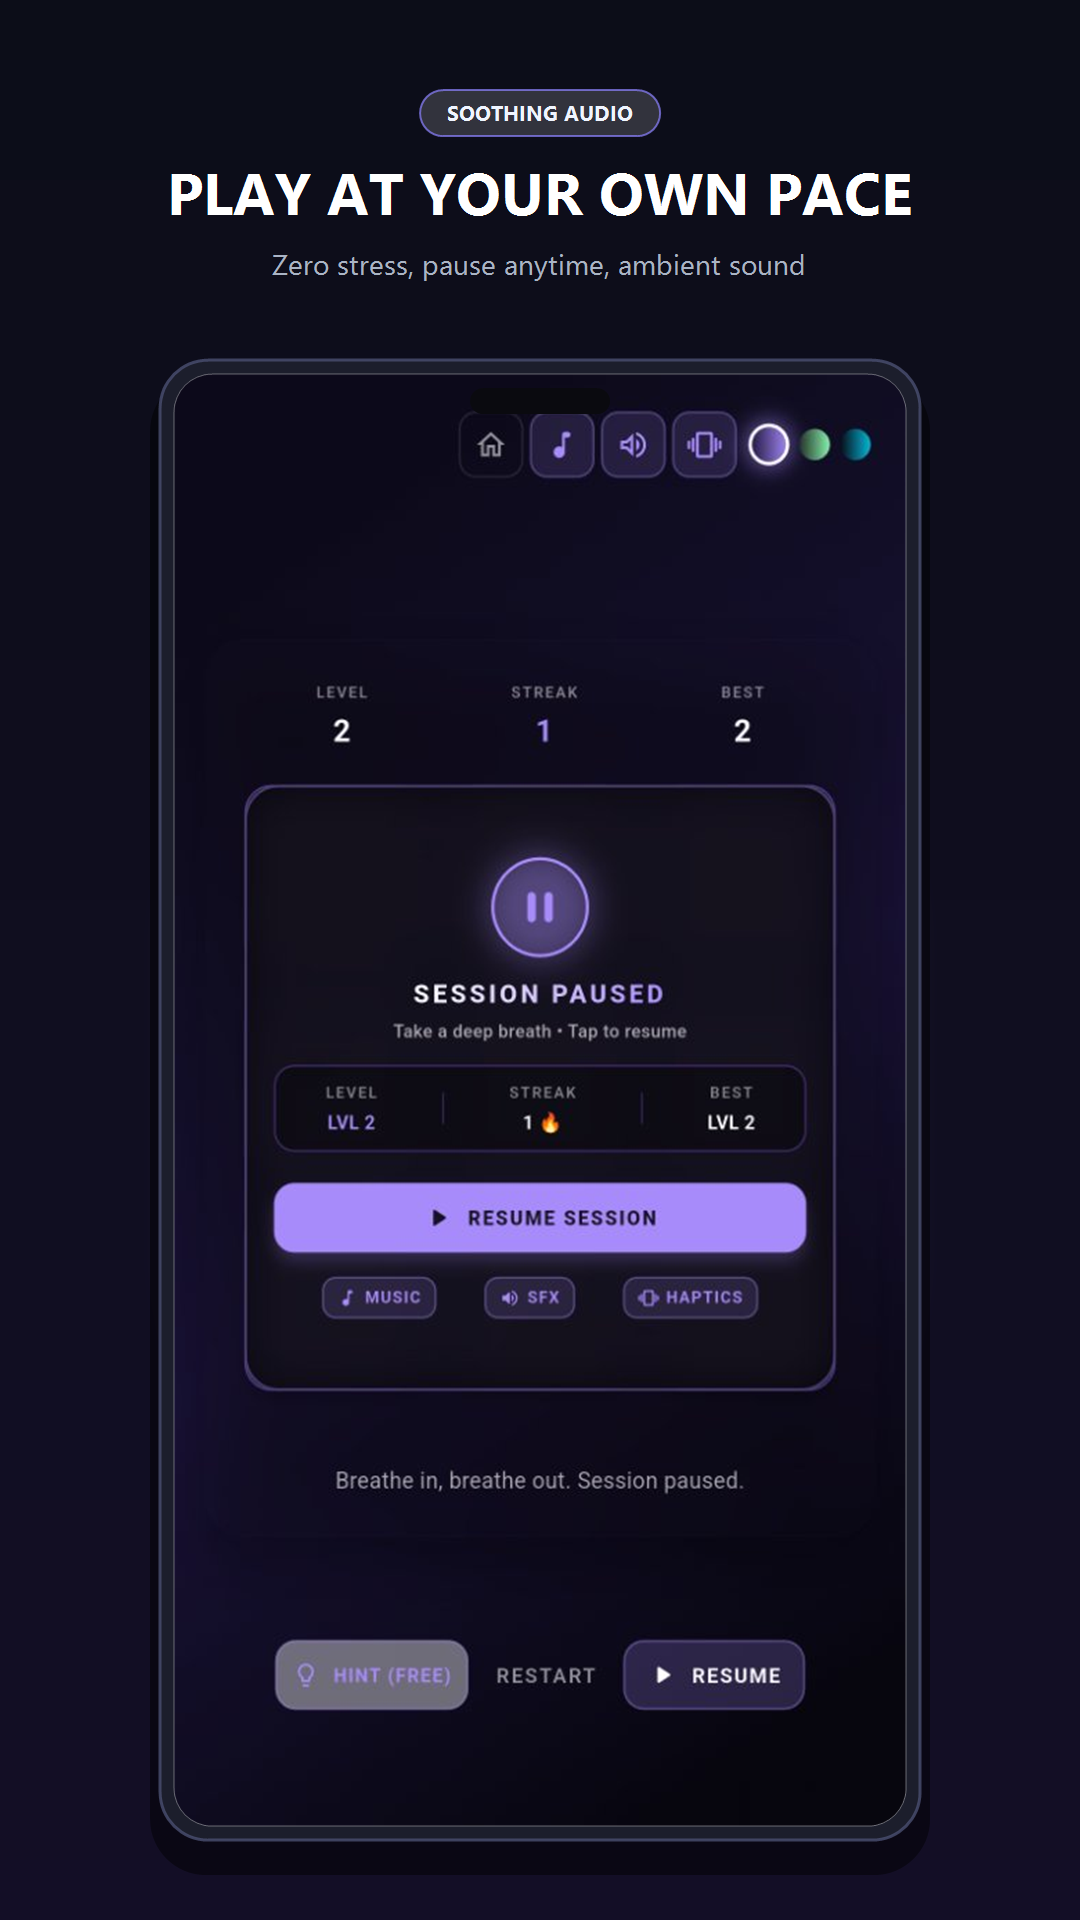 SOOTHING AUDIO
PLAY AT YOUR OWN PACE
Zero stress, pause anytime, ambient sound
LEVEL STREAK BEST
2 1 2
SESSION PAUSED
Take a deep breath • Tap to resume
LEVEL STREAK BEST
LVL 2 1 🔥 LVL 2
RESUME SESSION
MUSIC SFX HAPTICS
Breathe in, breathe out. Session paused.
HINT (FREE) RESTART RESUME